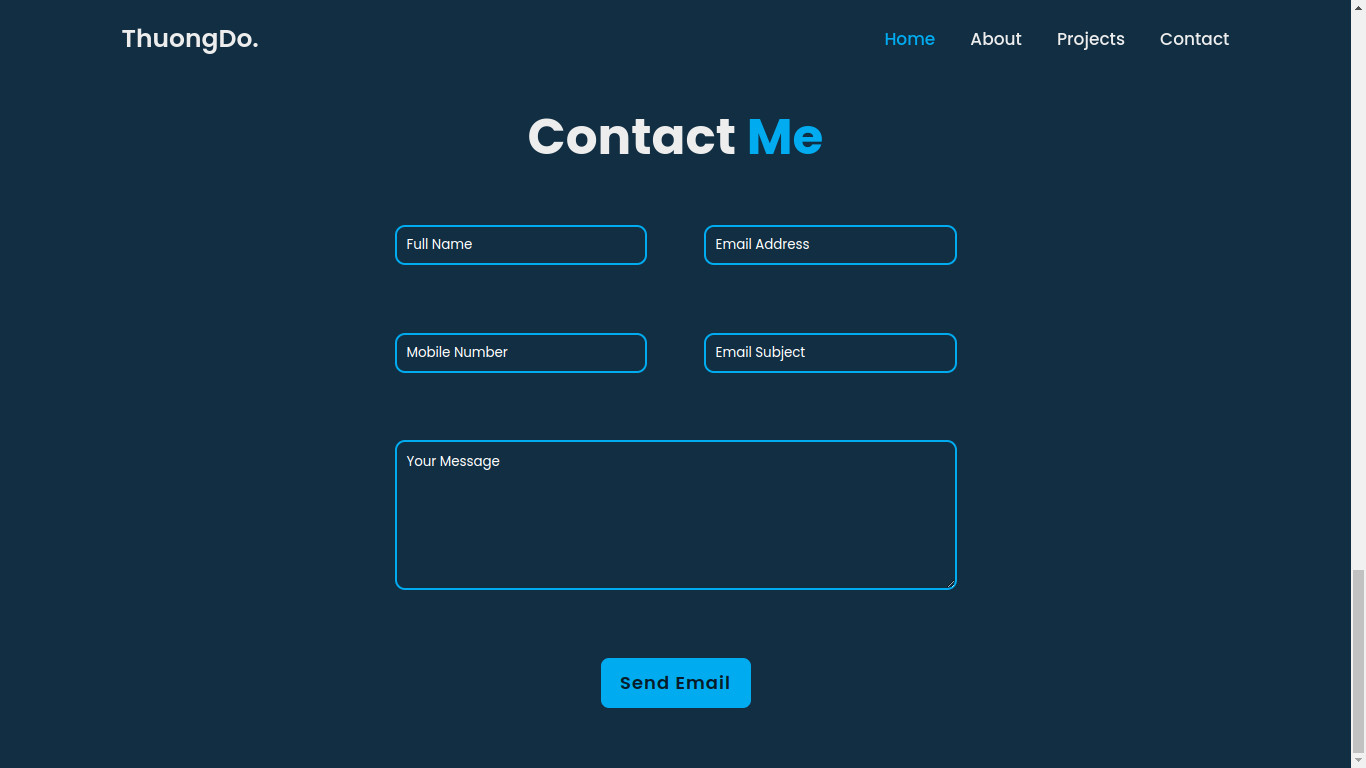 ThuongDo.
Home About Projects Contact
Contact Me
Full Name
Email Address
Mobile Number
Email Subject
Your Message
Send Email